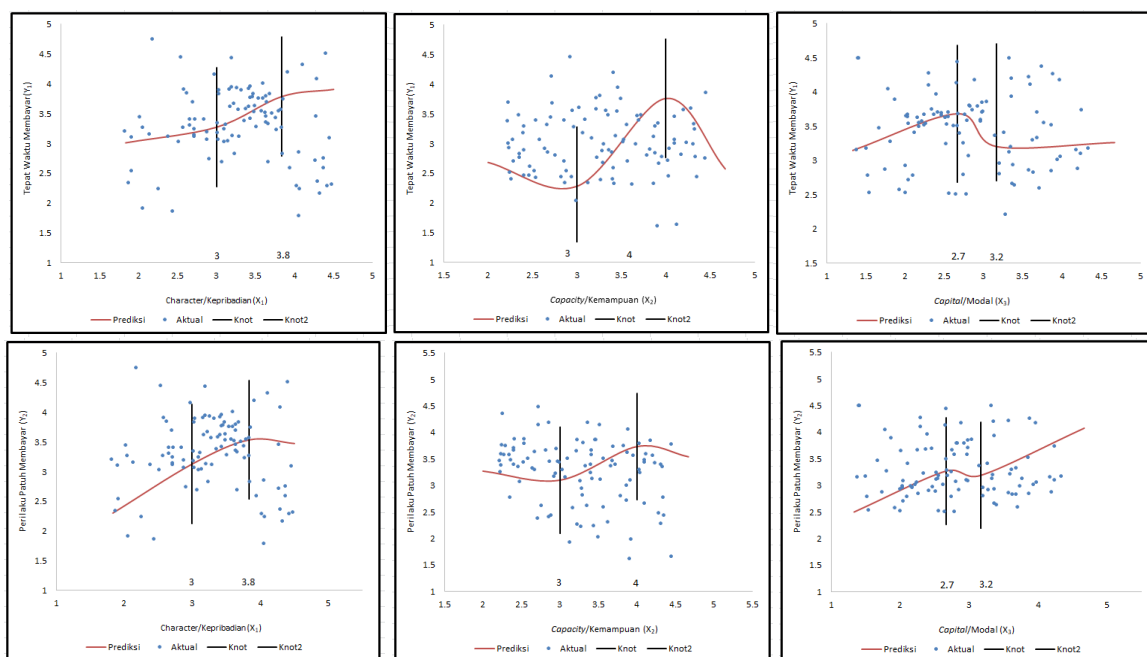 5
4.5
4
3.5
3
2.5
2
1.5
1
Tepat Waktu Membayar (Y₁)
3 3.8
1 1.5 2 2.5 3 3.5 4 4.5 5
Character/Kepribadian (X₁)
Prediksi Aktual Knot Knot2
5
4.5
4
3.5
3
2.5
2
1.5
1
Tepat Waktu Membayar (Y₁)
3 4
1.5 2 2.5 3 3.5 4 4.5 5
Capacity/Kemampuan (X₂)
Prediksi Aktual Knot Knot2
5
4.5
4
3.5
3
2.5
2
1.5
Tepat Waktu Membayar (Y₁)
2.7 3.2
1 1.5 2 2.5 3 3.5 4 4.5 5
Capital/Modal (X₃)
Prediksi Aktual Knot Knot2
5
4.5
4
3.5
3
2.5
2
1.5
1
Perilaku Patuh Membayar (Y₂)
3 3.8
1 2 3 4 5
Character/Kepribadian (X₁)
Prediksi Aktual Knot Knot2
5.5
5
4.5
4
3.5
3
2.5
2
1.5
1
Perilaku Patuh Membayar (Y₂)
3 4
1.5 2 2.5 3 3.5 4 4.5 5 5.5
Capacity/Kemampuan (X₂)
Prediksi Aktual Knot Knot2
5.5
5
4.5
4
3.5
3
2.5
2
1.5
1
Perilaku Patuh Membayar (Y₂)
2.7 3.2
1 2 3 4 5
Capital/Modal (X₃)
Prediksi Aktual Knot Knot2